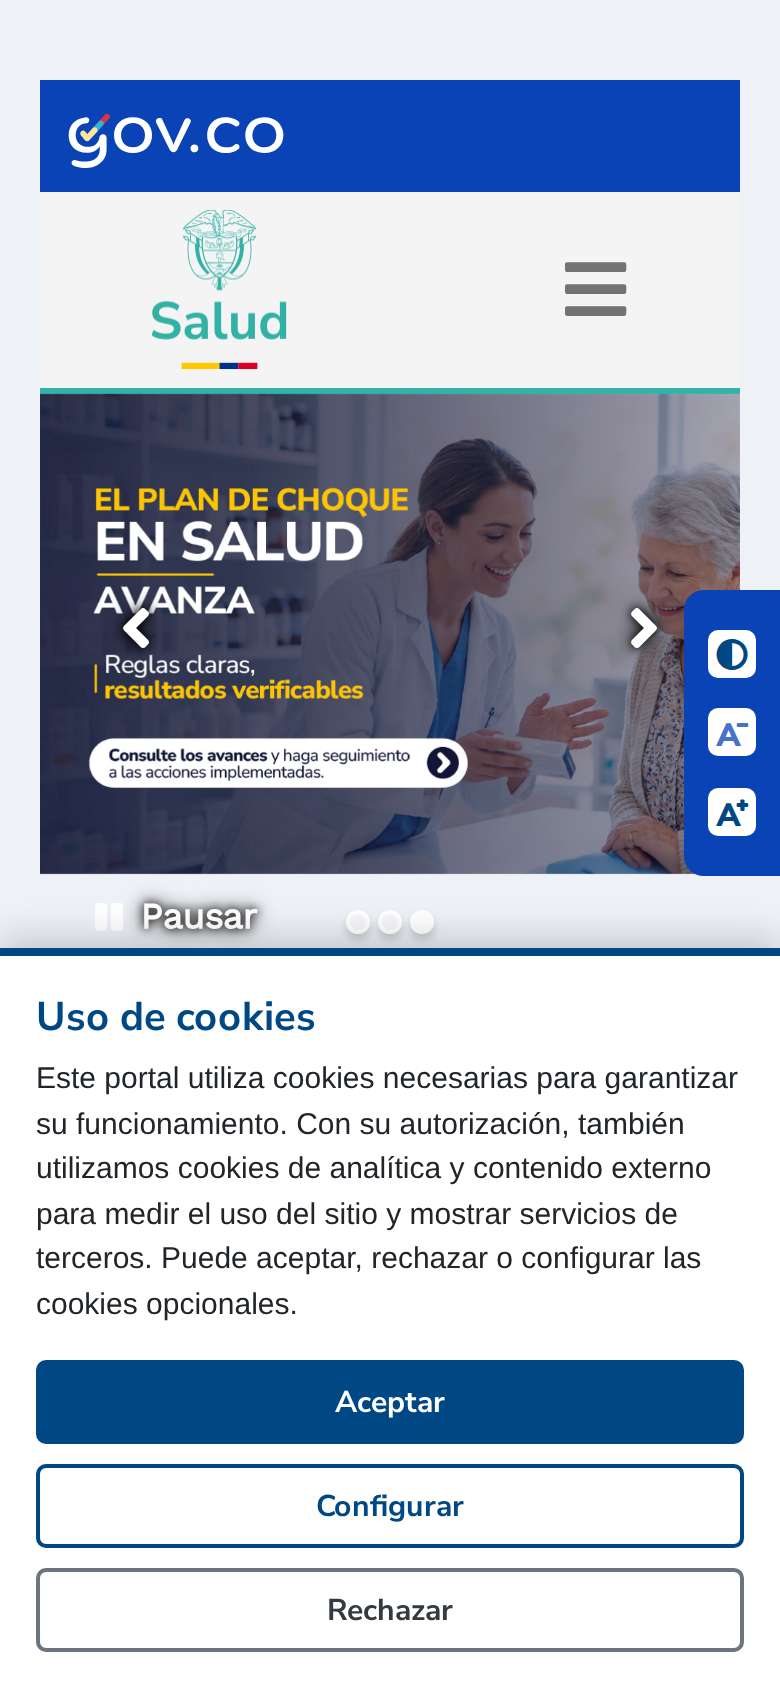 gov.co
Salud
EL PLAN DE CHOQUE
EN SALUD
AVANZA
Reglas claras,
resultados verificables
Consulte los avances y haga seguimiento
a las acciones implementadas.
A-
A+
Pausar
Uso de cookies
Este portal utiliza cookies necesarias para garantizar
su funcionamiento. Con su autorización, también
utilizamos cookies de analítica y contenido externo
para medir el uso del sitio y mostrar servicios de
terceros. Puede aceptar, rechazar o configurar las
cookies opcionales.
Aceptar
Configurar
Rechazar